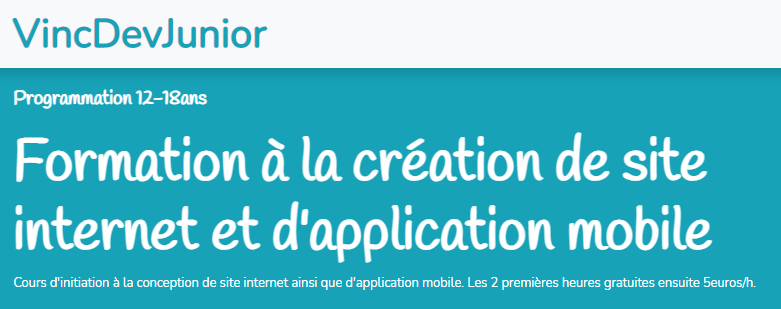 VincDevJunior
Programmation 12-18ans
Formation à la création de site
internet et d'application mobile
Cours d'initiation à la conception de site internet ainsi que d'application mobile. Les 2 premières heures gratuites ensuite 5euros/h.